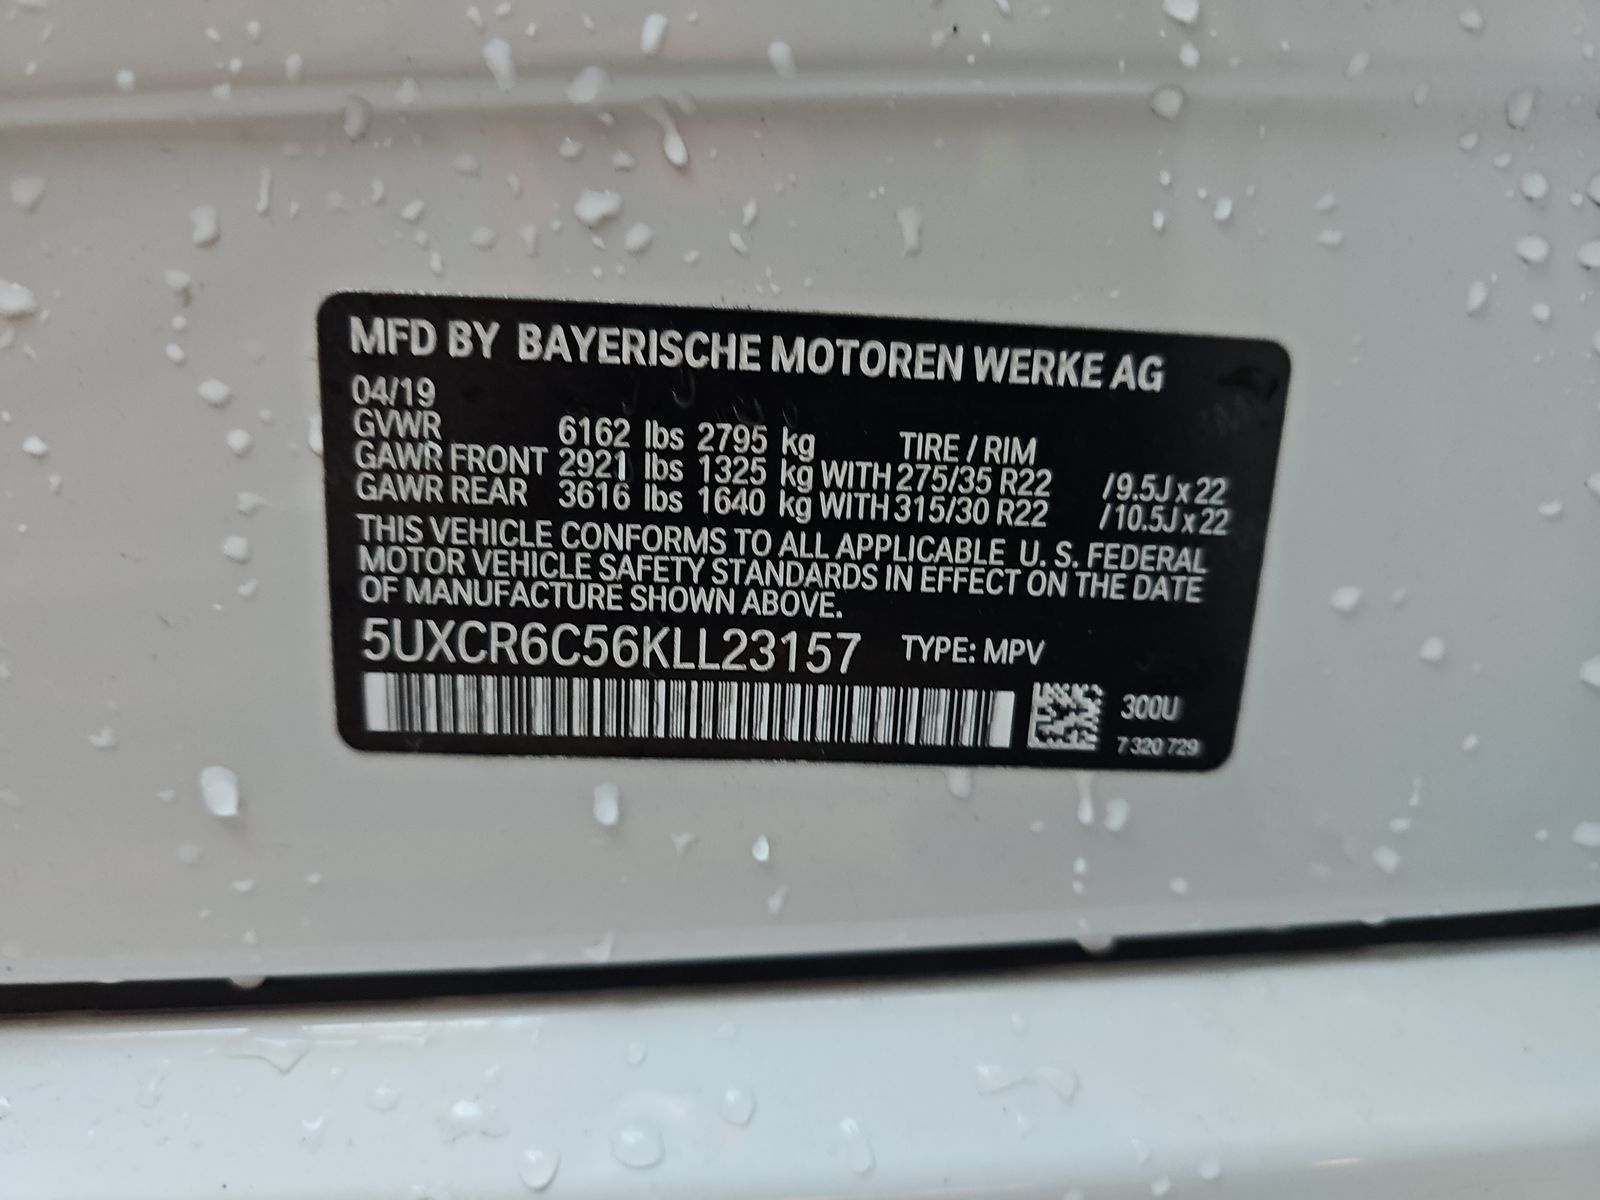 MFD BY BAYERISCHE MOTOREN WERKE AG
04/19
GVWR 6162 lbs 2795 kg TIRE / RIM
GAWR FRONT 2921 lbs 1325 kg WITH 275/35 R22 /9.5J x 22
GAWR REAR 3616 lbs 1640 kg WITH 315/30 R22 /10.5J x 22
THIS VEHICLE CONFORMS TO ALL APPLICABLE U. S. FEDERAL
MOTOR VEHICLE SAFETY STANDARDS IN EFFECT ON THE DATE
OF MANUFACTURE SHOWN ABOVE.
5UXCR6C56KLL23157 TYPE: MPV
300U
7 320 729